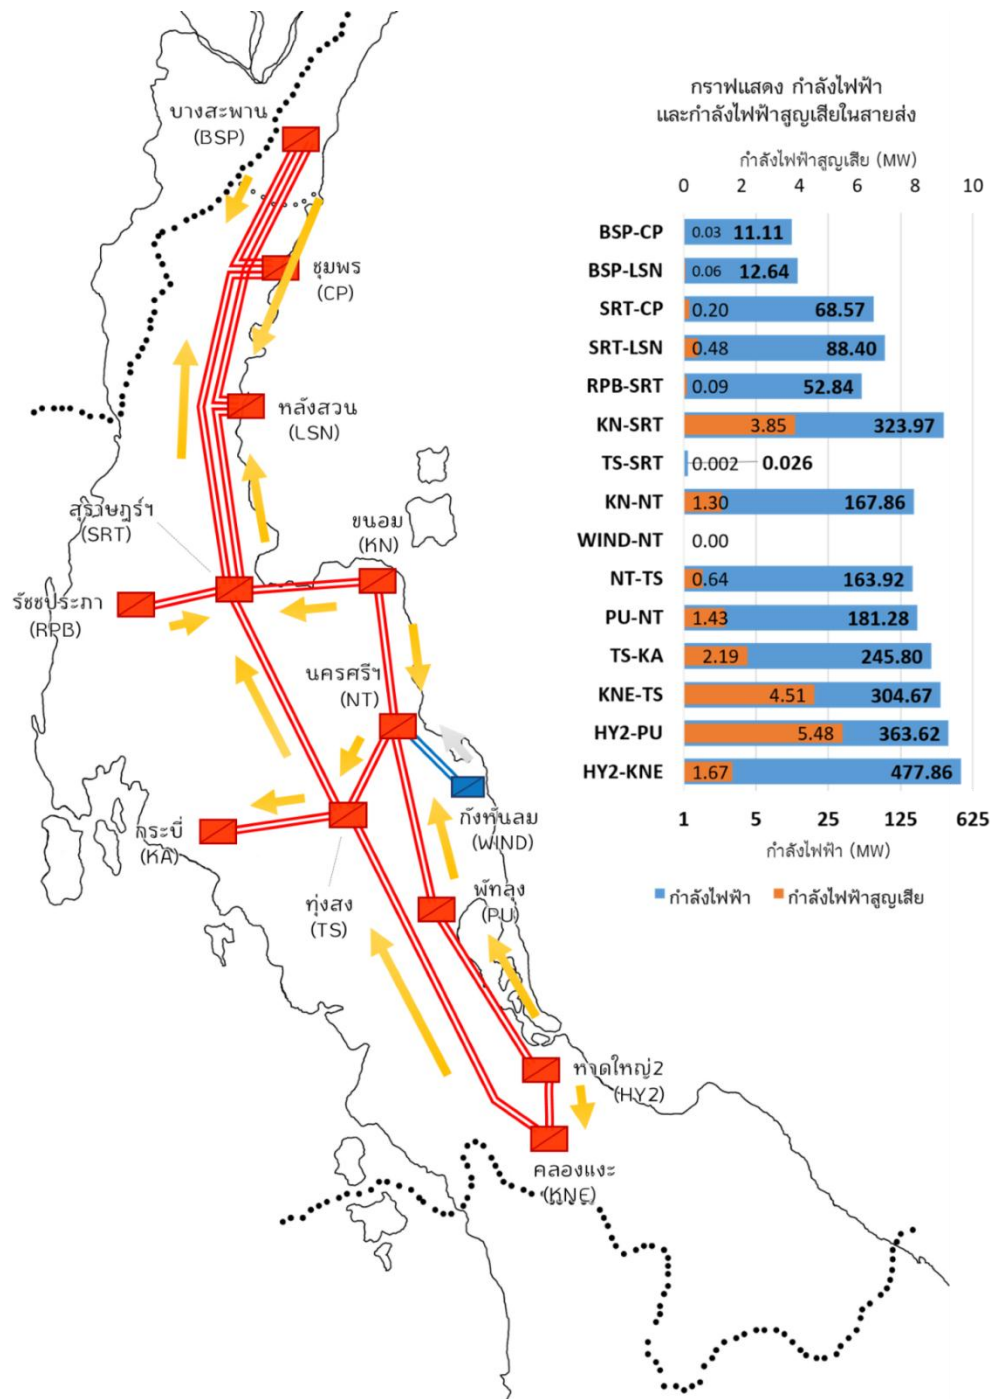 บางสะพาน
(BSP)
ชุมพร
(CP)
หลังสวน
(LSN)
สุราษฎร์ฯ
(SRT)
ขนอม
(KN)
รัชชประภา
(RPB)
นครศรีฯ
(NT)
กังหันลม
(WIND)
กระบี่
(KA)
ทุ่งสง
(TS)
พัทลุง
(PU)
หาดใหญ่2
(HY2)
คลองแงะ
(KNE)
กราฟแสดง กำลังไฟฟ้า
และกำลังไฟฟ้าสูญเสียในสายส่ง
กำลังไฟฟ้าสูญเสีย (MW)
0 2 4 6 8 10
BSP-CP 0.03 11.11
BSP-LSN 0.06 12.64
SRT-CP 0.20 68.57
SRT-LSN 0.48 88.40
RPB-SRT 0.09 52.84
KN-SRT 3.85 323.97
TS-SRT 0.002 0.026
KN-NT 1.30 167.86
WIND-NT 0.00
NT-TS 0.64 163.92
PU-NT 1.43 181.28
TS-KA 2.19 245.80
KNE-TS 4.51 304.67
HY2-PU 5.48 363.62
HY2-KNE 1.67 477.86
1 5 25 125 625
กำลังไฟฟ้า (MW)
กำลังไฟฟ้า กำลังไฟฟ้าสูญเสีย